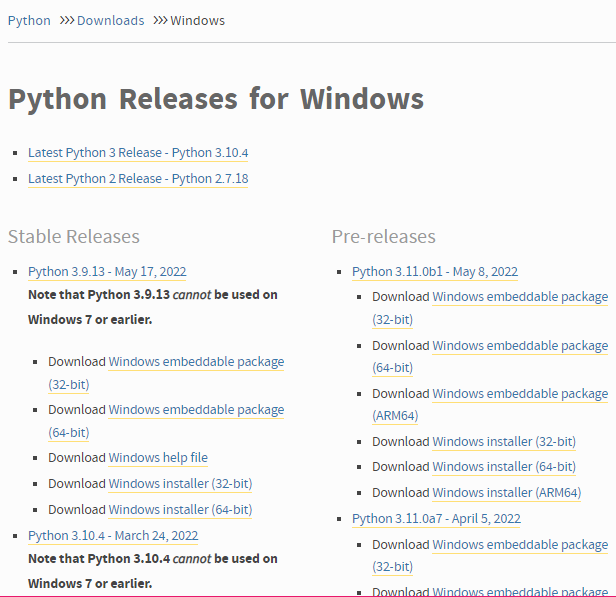 Python >>> Downloads >>> Windows
Python Releases for Windows
Latest Python 3 Release - Python 3.10.4
Latest Python 2 Release - Python 2.7.18
Stable Releases
Python 3.9.13 - May 17, 2022
Note that Python 3.9.13 cannot be used on
Windows 7 or earlier.
Download Windows embeddable package
(32-bit)
Download Windows embeddable package
(64-bit)
Download Windows help file
Download Windows installer (32-bit)
Download Windows installer (64-bit)
Python 3.10.4 - March 24, 2022
Note that Python 3.10.4 cannot be used on
Windows 7 or earlier.
Pre-releases
Python 3.11.0b1 - May 8, 2022
Download Windows embeddable package
(32-bit)
Download Windows embeddable package
(64-bit)
Download Windows embeddable package
(ARM64)
Download Windows installer (32-bit)
Download Windows installer (64-bit)
Download Windows installer (ARM64)
Python 3.11.0a7 - April 5, 2022
Download Windows embeddable package
(32-bit)
Download Windows embeddable package